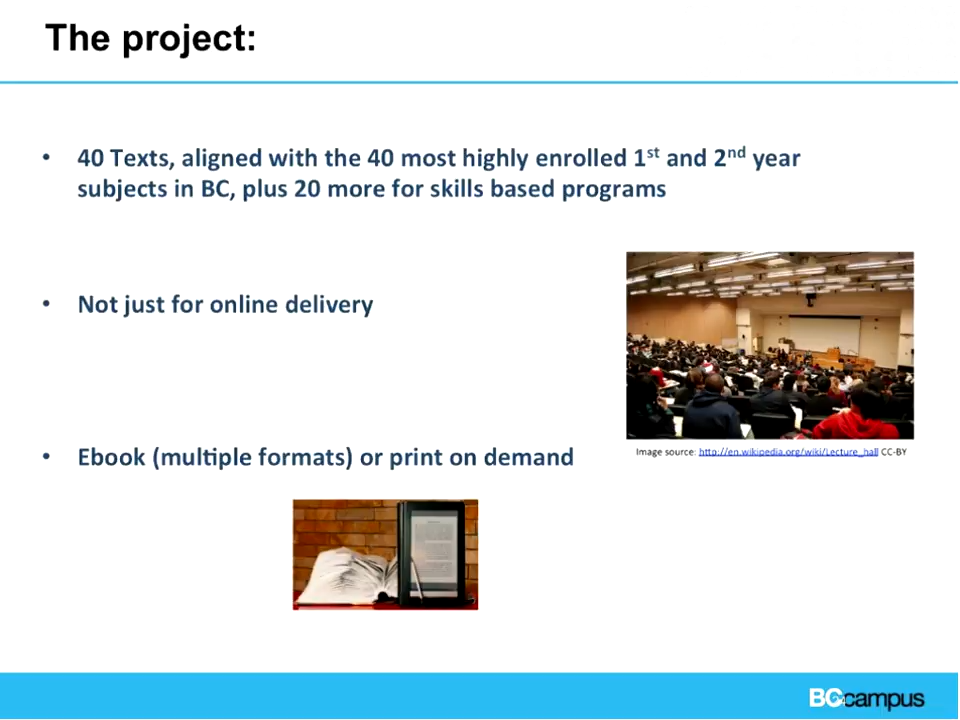 The project:
• 40 Texts, aligned with the 40 most highly enrolled 1st and 2nd year
subjects in BC, plus 20 more for skills based programs
• Not just for online delivery
• Ebook (multiple formats) or print on demand
Image source: http://en.wikipedia.org/wiki/Lecture_hall CC-BY
BCcampus